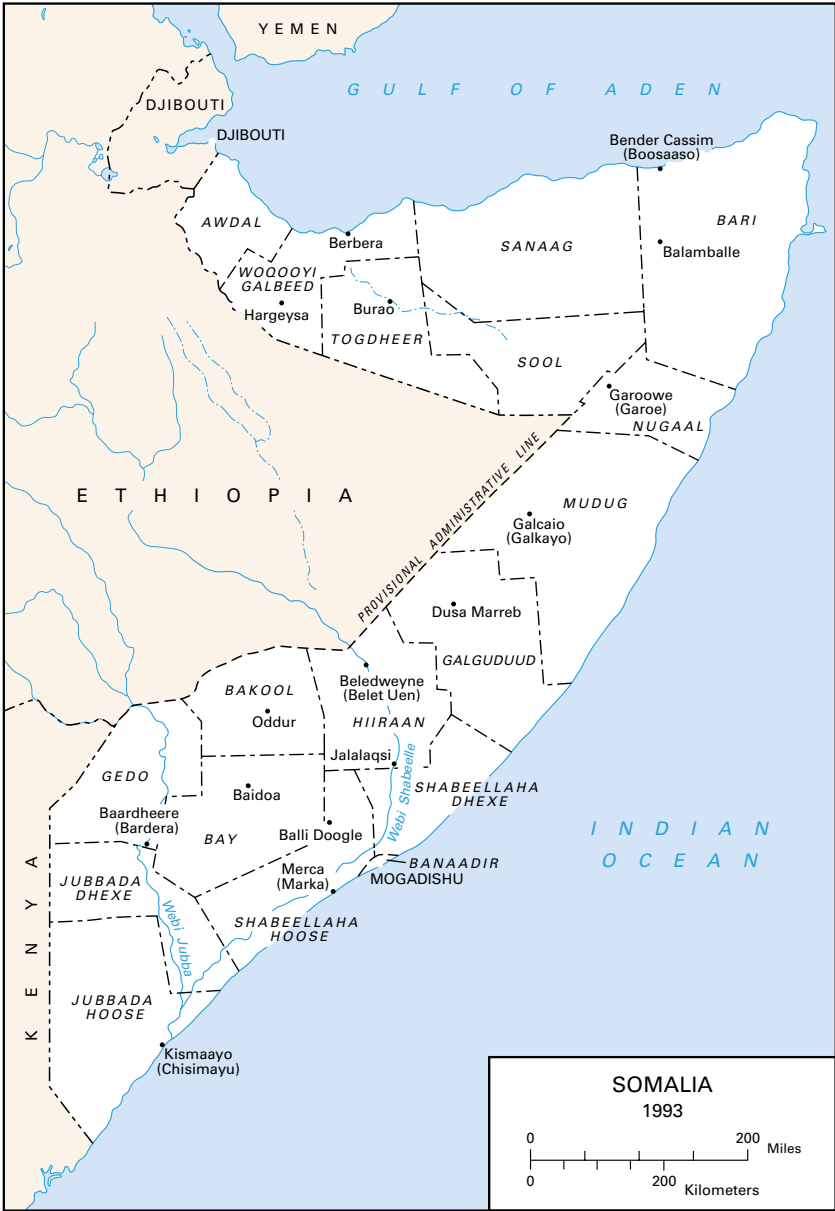 YEMEN
GULF OF ADEN
DJIBOUTI
DJIBOUTI
Bender Cassim
(Boosaaso)
AWDAL
Berbera
SANAAG
BARI
Balamballe
WOQOOYI
GALBEED
Hargeysa
Burao
TOGDHEER
SOOL
Garoowe
(Garoe)
NUGAAL
ETHIOPIA
PROVISIONAL ADMINISTRATIVE LINE
MUDUG
Galcaio
(Galkayo)
Dusa Marreb
GALGUDUUD
Beledweyne
(Belet Uen)
BAKOOL
Oddur
HIIRAAN
Jalalaqsi
GEDO
Baidoa
SHABEELLAHA
DHEXE
Webi Shabeelle
Baardheere
(Bardera)
BAY
Balli Doogle
INDIAN
OCEAN
BANAADIR
MOGADISHU
Merca
(Marka)
JUBBADA
DHEXE
KENYA
Webi Jubba
SHABEELLAHA
HOOSE
JUBBADA
HOOSE
Kismaayo
(Chisimayu)
SOMALIA
1993
0 200 Miles
0 200 Kilometers